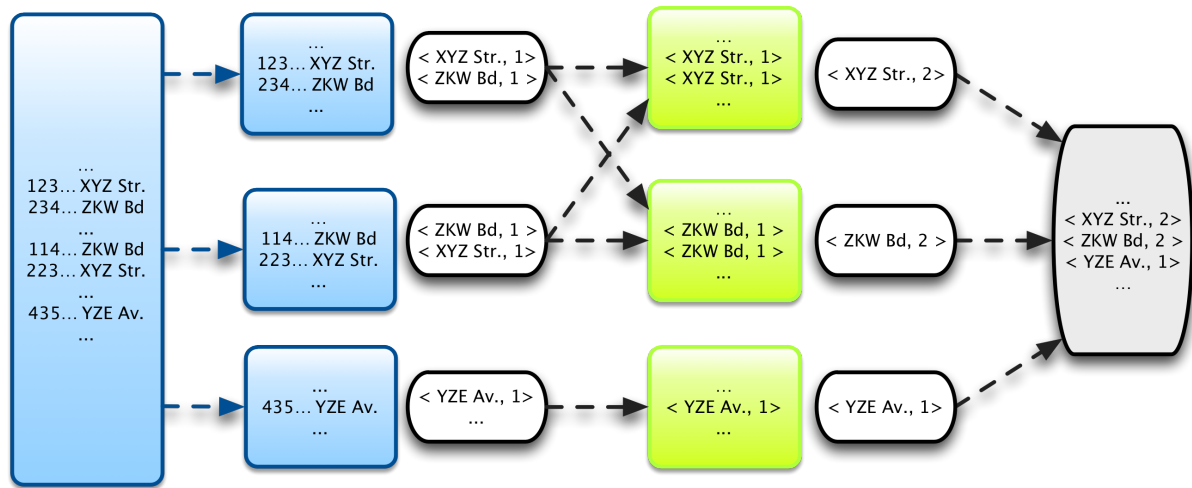 ...
123... XYZ Str.
234... ZKW Bd
...
114... ZKW Bd
223... XYZ Str.
...
435... YZE Av.
...
...
123... XYZ Str.
234... ZKW Bd
...
...
114... ZKW Bd
223... XYZ Str.
...
...
435... YZE Av.
...
< XYZ Str., 1>
< ZKW Bd, 1 >
< ZKW Bd, 1 >
< XYZ Str., 1>
< YZE Av., 1>
...
...
< XYZ Str., 1>
< XYZ Str., 1>
...
...
< ZKW Bd, 1 >
< ZKW Bd, 1 >
...
...
< YZE Av., 1>
...
< XYZ Str., 2>
< ZKW Bd, 2 >
< YZE Av., 1>
...
< XYZ Str., 2>
< ZKW Bd, 2 >
< YZE Av., 1>
...